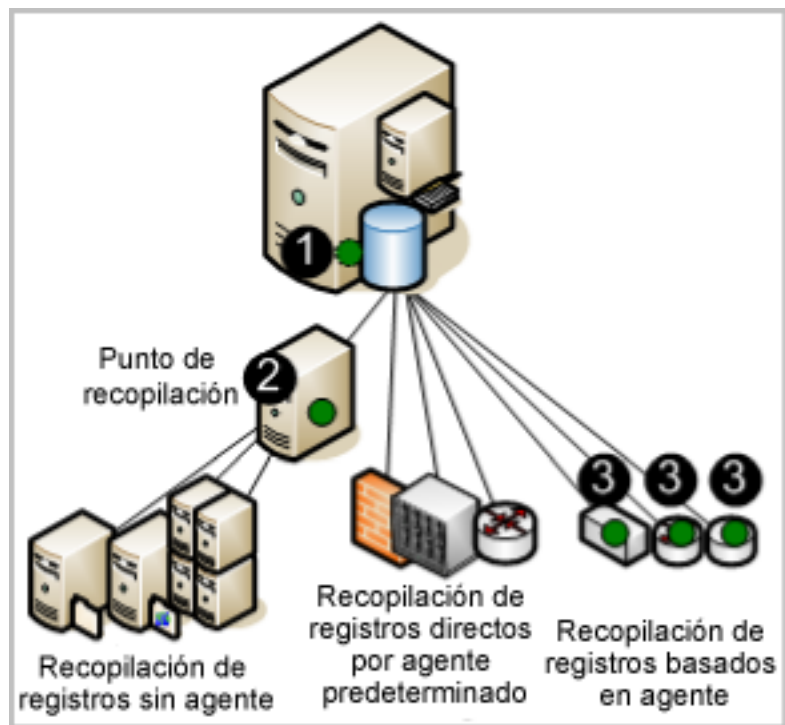 1
Punto de
recopilación
2
3 3 3
Recopilación de
registros sin agente
Recopilación de
registros directos
por agente
predeterminado
Recopilación de
registros basados
en agente